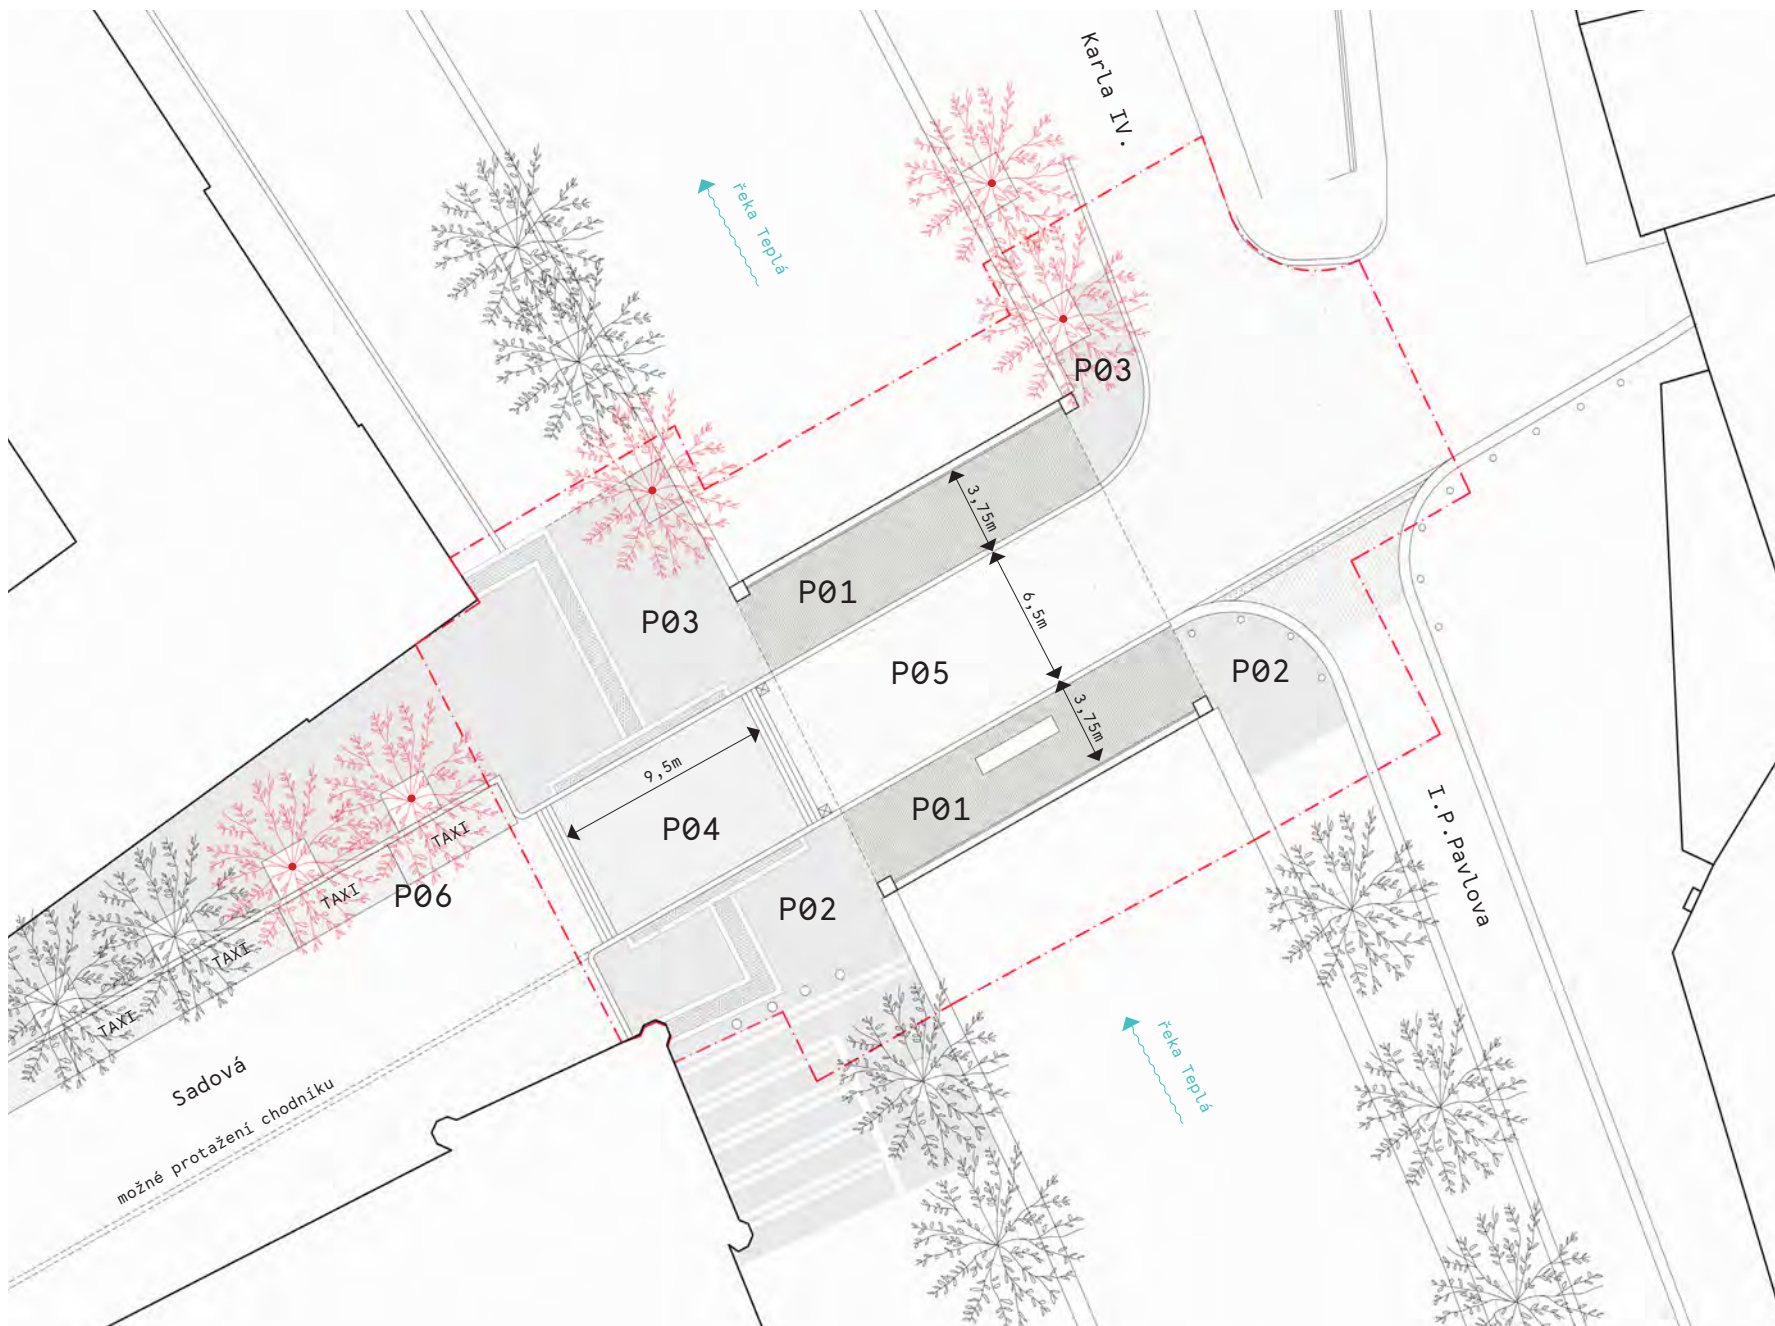 Karla IV.
řeka Teplá
P03
3,75m
P01
P03
6,5m
P05
P02
3,75m
9,5m
P04
P01
TAXI
P06
TAXI
P02
TAXI
TAXI
I.P.Pavlova
řeka Teplá
Sadová
možné protažení chodníku